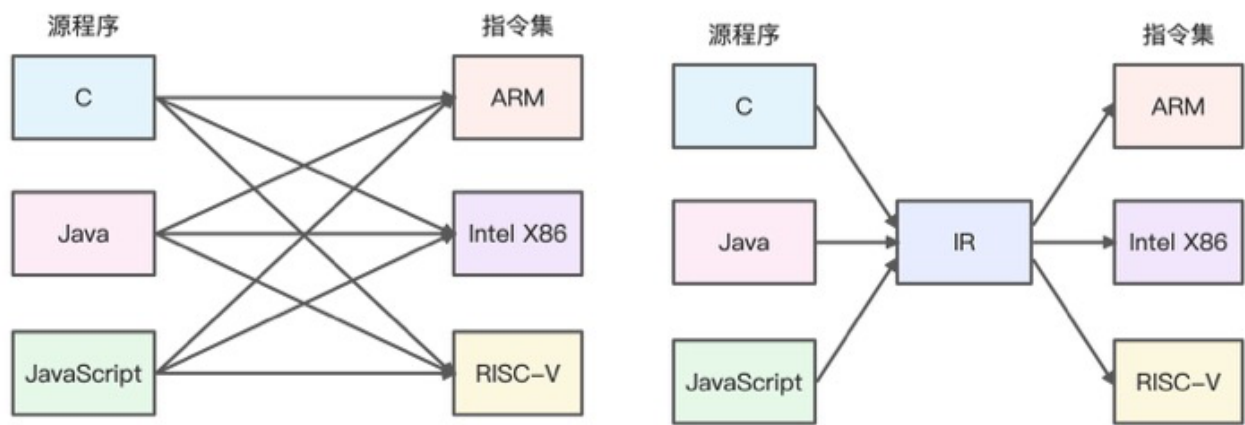 源程序
指令集
C
ARM
Java
Intel X86
JavaScript
RISC-V
源程序
指令集
C
ARM
Java
IR
Intel X86
JavaScript
RISC-V